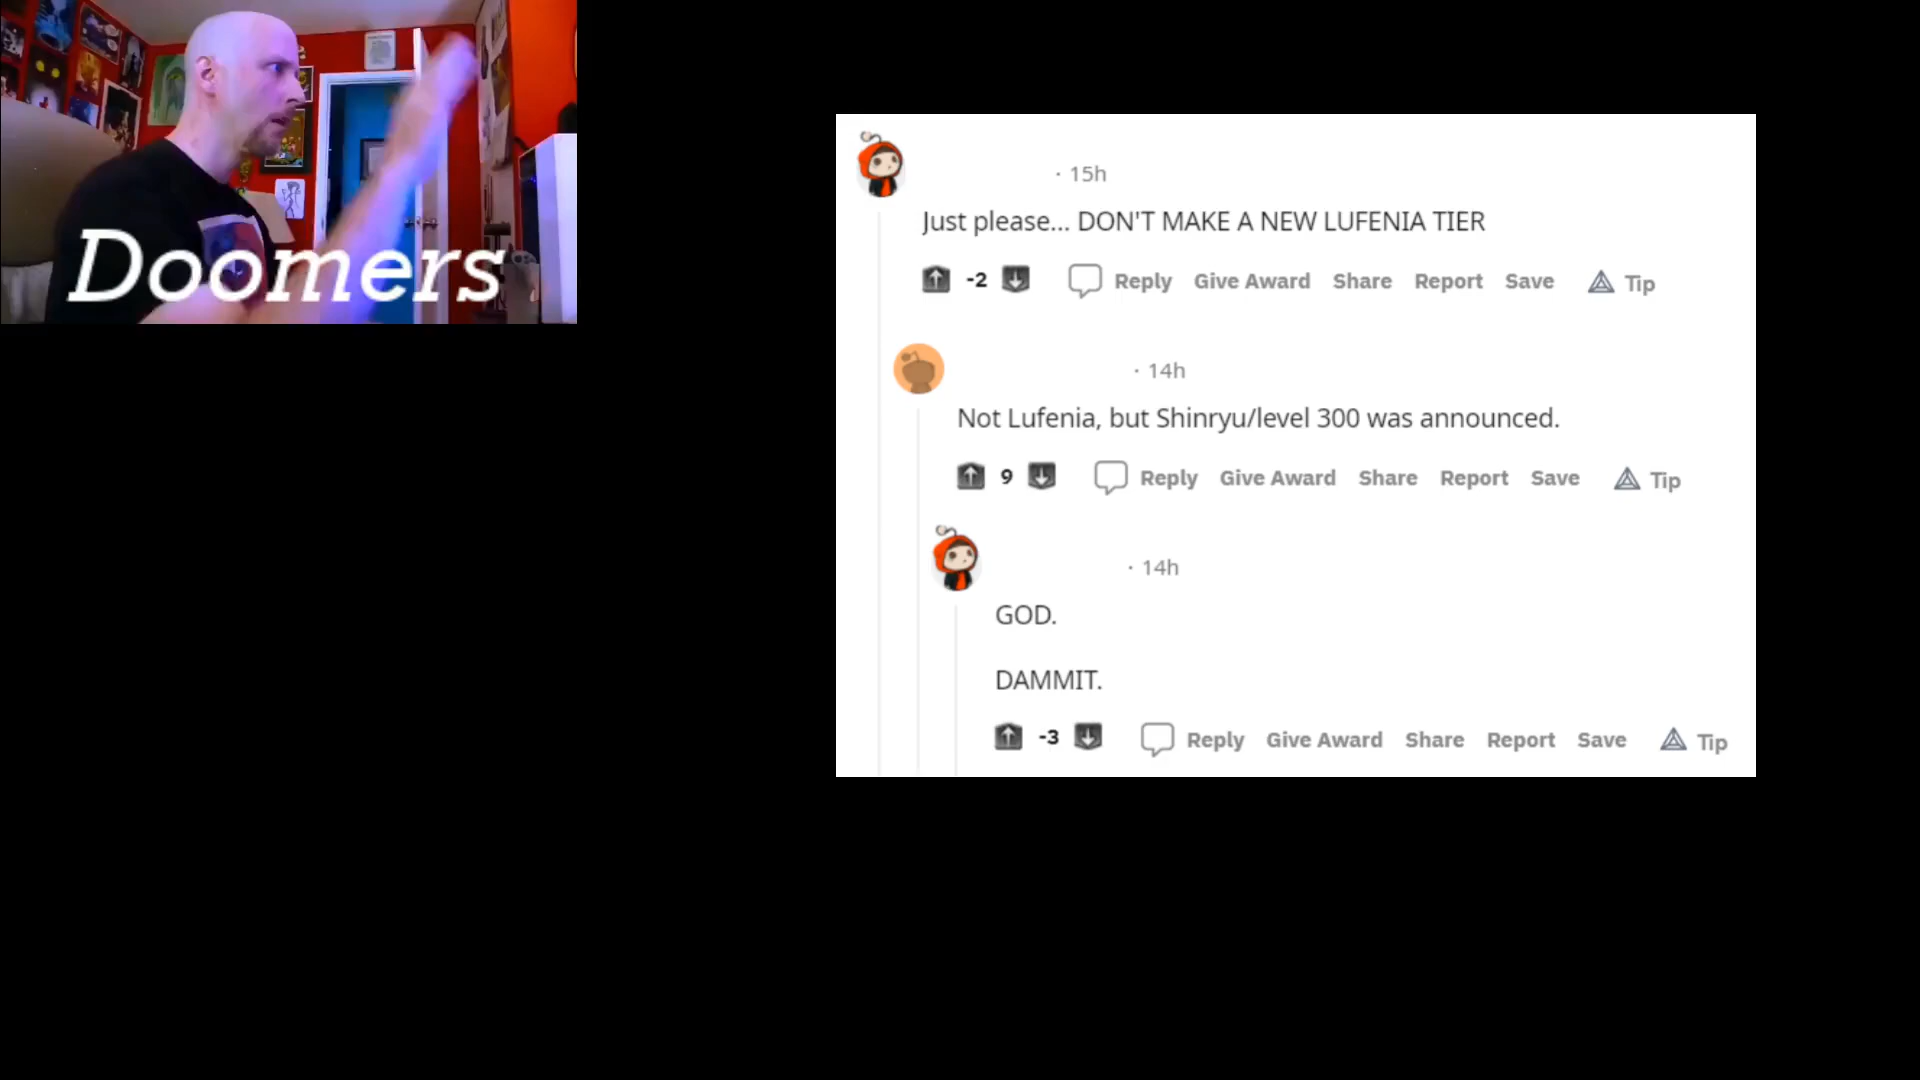 Doomers
· 15h
Just please... DON'T MAKE A NEW LUFENIA TIER
-2 Reply Give Award Share Report Save Tip
· 14h
Not Lufenia, but Shinryu/level 300 was announced.
9 Reply Give Award Share Report Save Tip
· 14h
GOD.
DAMMIT.
-3 Reply Give Award Share Report Save Tip